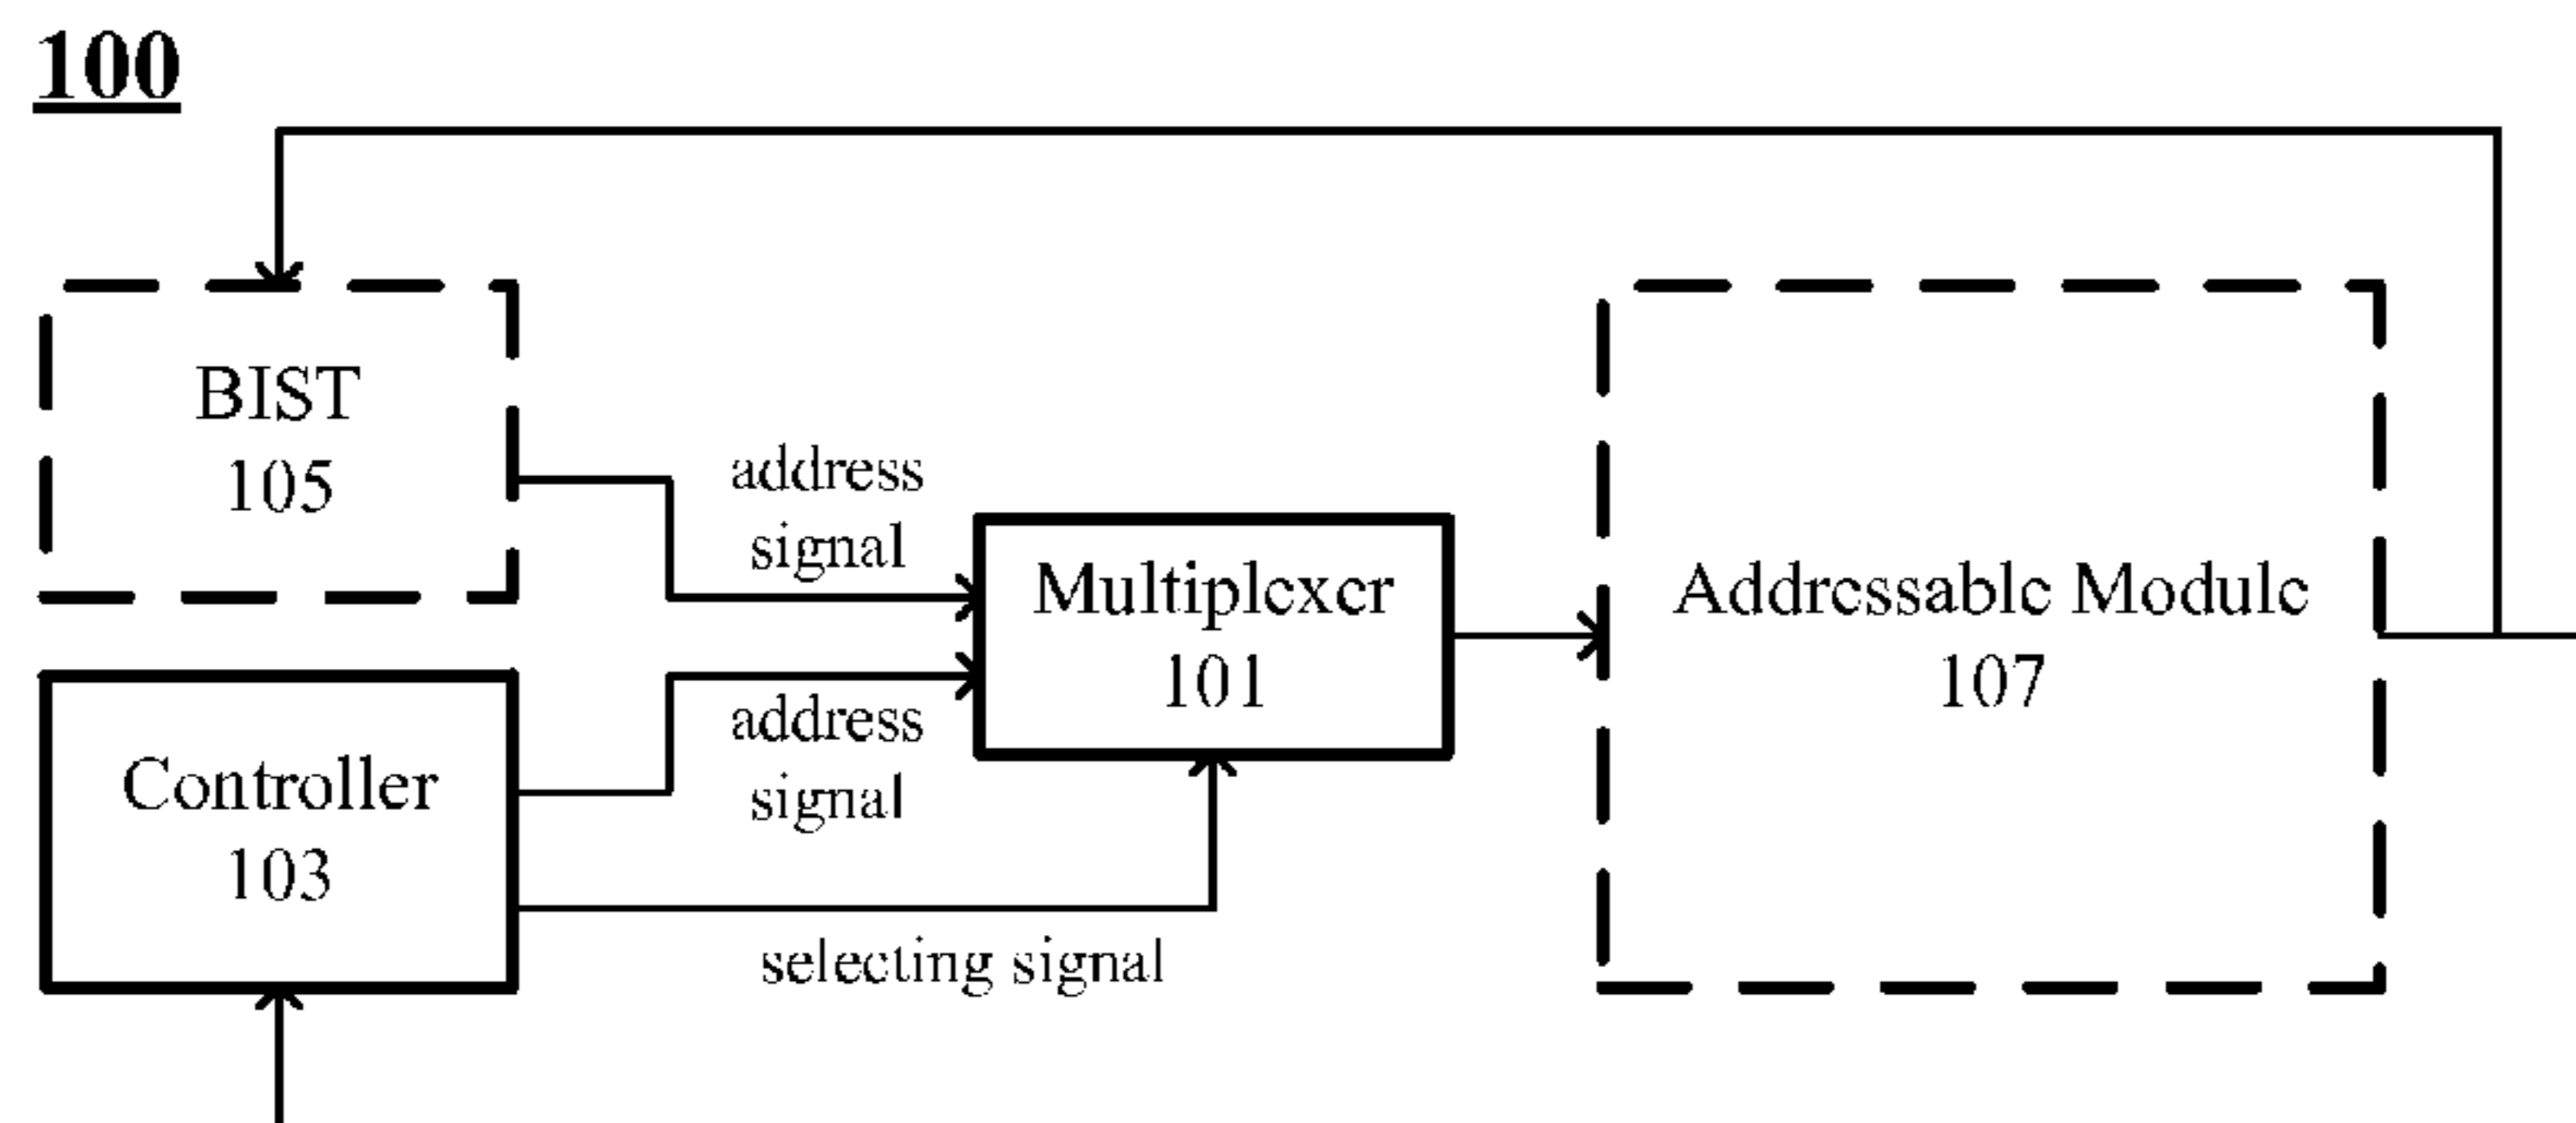 100
BIST
105
address
signal
Multiplexer
101
Addressable Module
107
address
signal
Controller
103
selecting signal